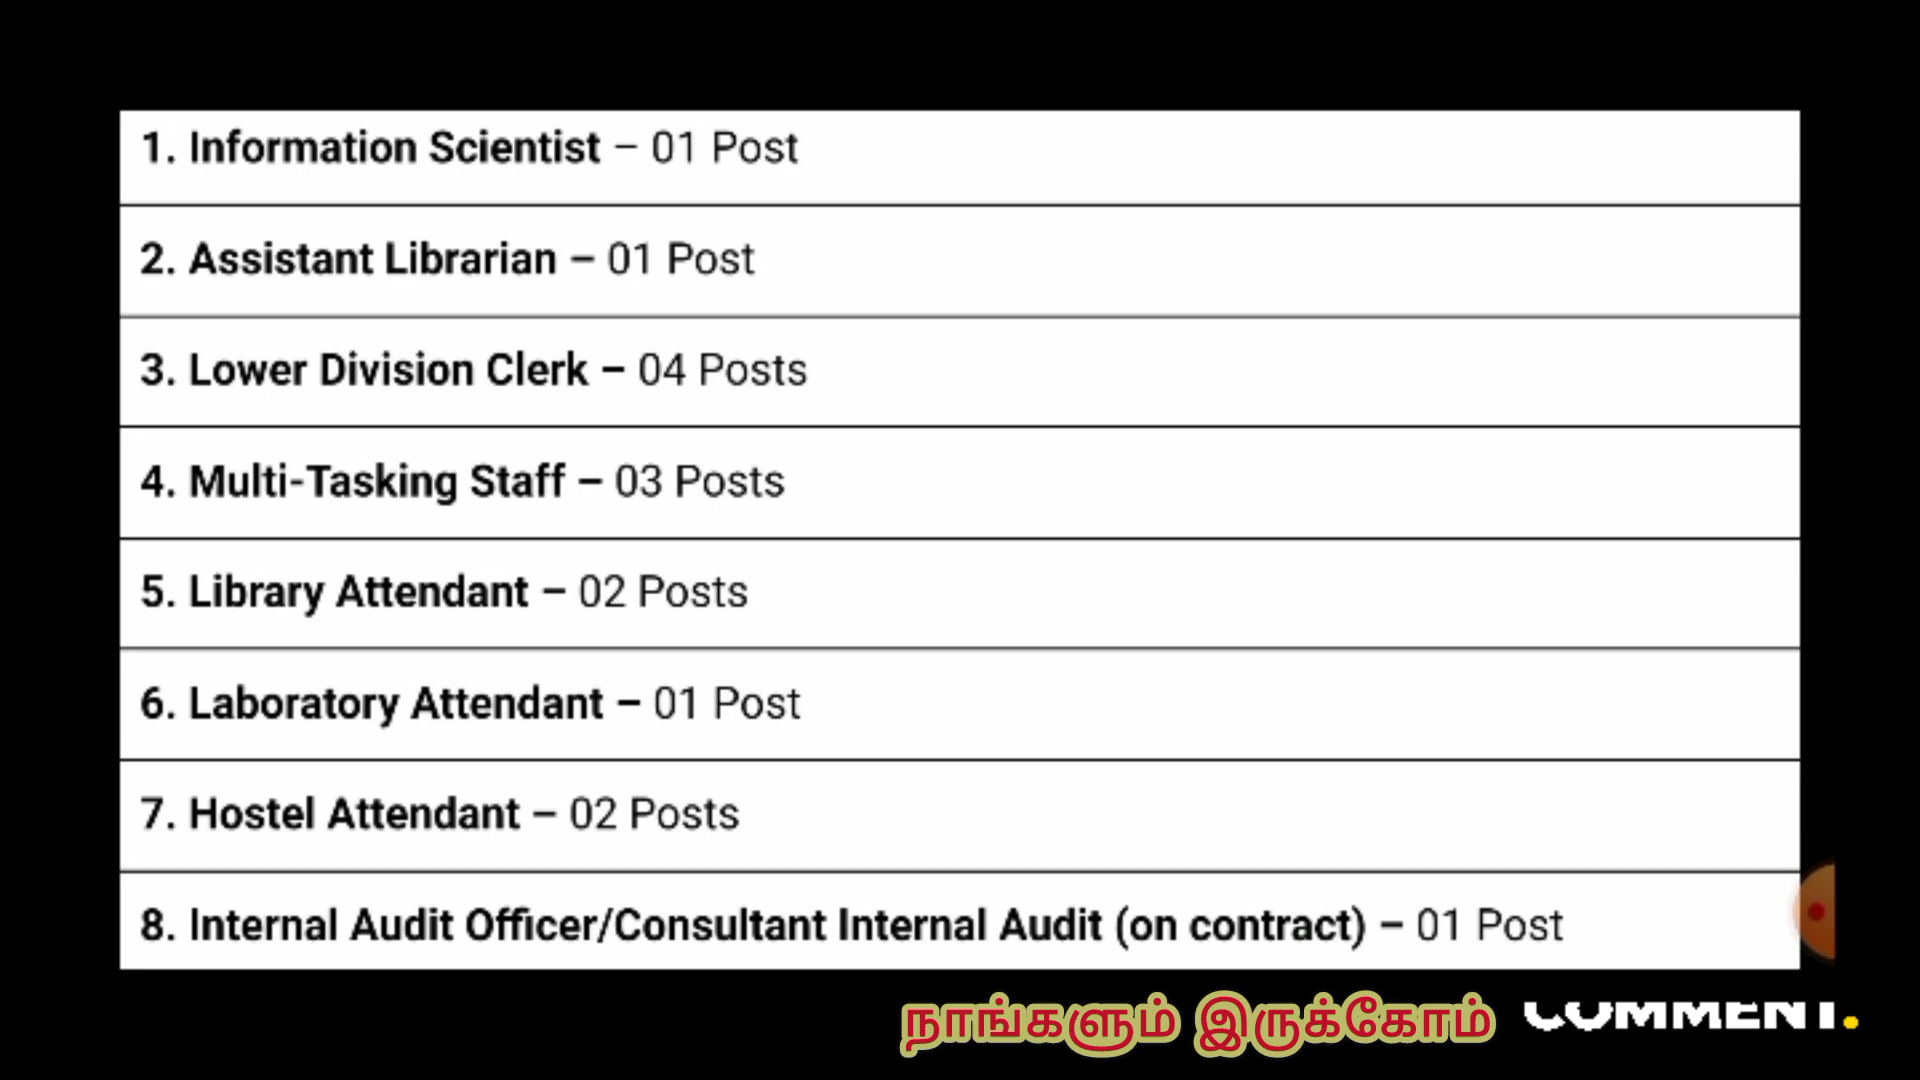 1. Information Scientist – 01 Post
2. Assistant Librarian – 01 Post
3. Lower Division Clerk – 04 Posts
4. Multi-Tasking Staff – 03 Posts
5. Library Attendant – 02 Posts
6. Laboratory Attendant – 01 Post
7. Hostel Attendant – 02 Posts
8. Internal Audit Officer/Consultant Internal Audit (on contract) – 01 Post
நாங்களும் இருக்கோம் COMMENT.